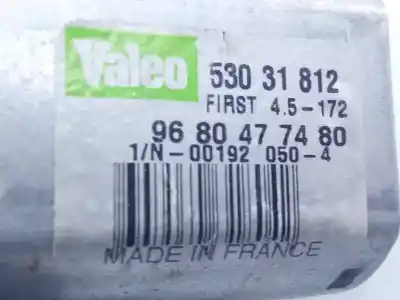 Valeo
530 31 812
FIRST 4.5-172
96 80 47 74 80
1/N-00192 050-4
MADE IN FRANCE